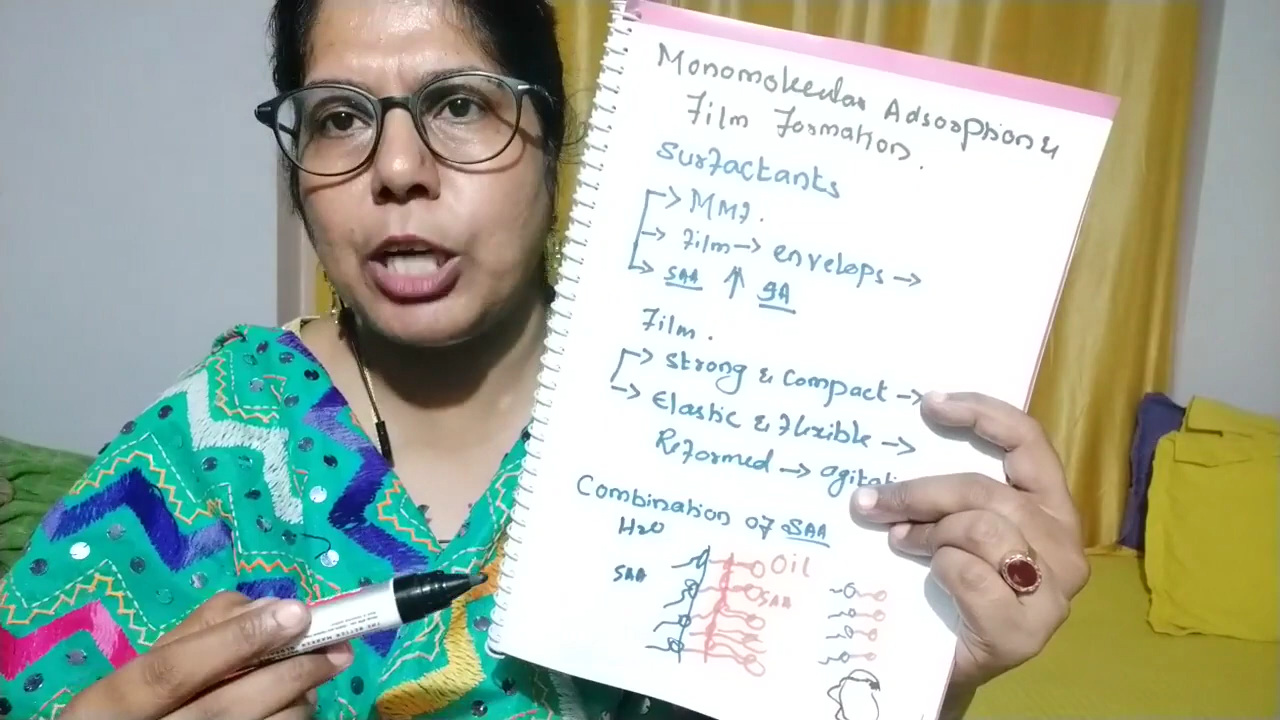 Monomolecular Adsorption &
Film Formation.
Surfactants
→ MMF.
→ Film → envelops →
→ SAA ⇑ SA
Film.
→ Strong & Compact →
→ Elastic & Flexible →
Reformed → agitati
Combination of SAA
H2O
Oil
SAA
SAA